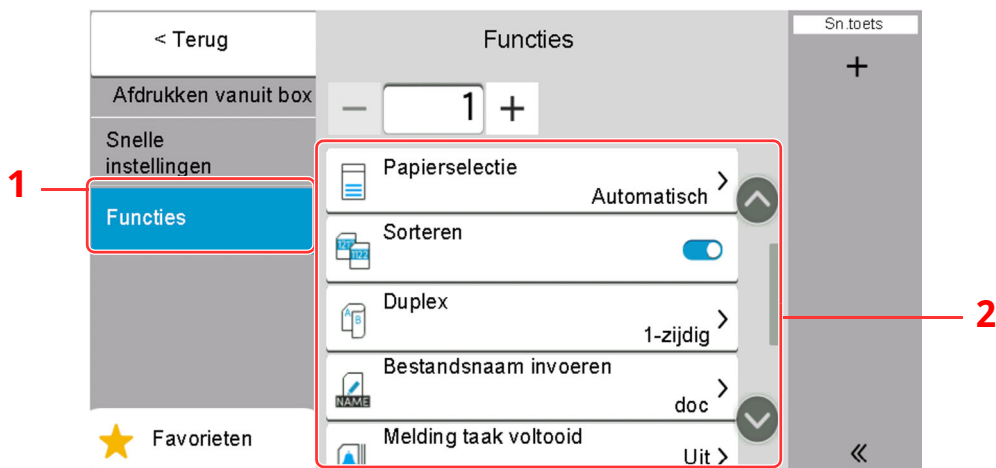 < Terug
Functies
Sn.toets
+
Afdrukken vanuit box
− 1 +
Snelle
instellingen
1
Functies
Papierselectie
Automatisch >
Sorteren
Duplex
1-zijdig >
2
Bestandsnaam invoeren
NAME
doc >
Melding taak voltooid
Uit >
Favorieten
«